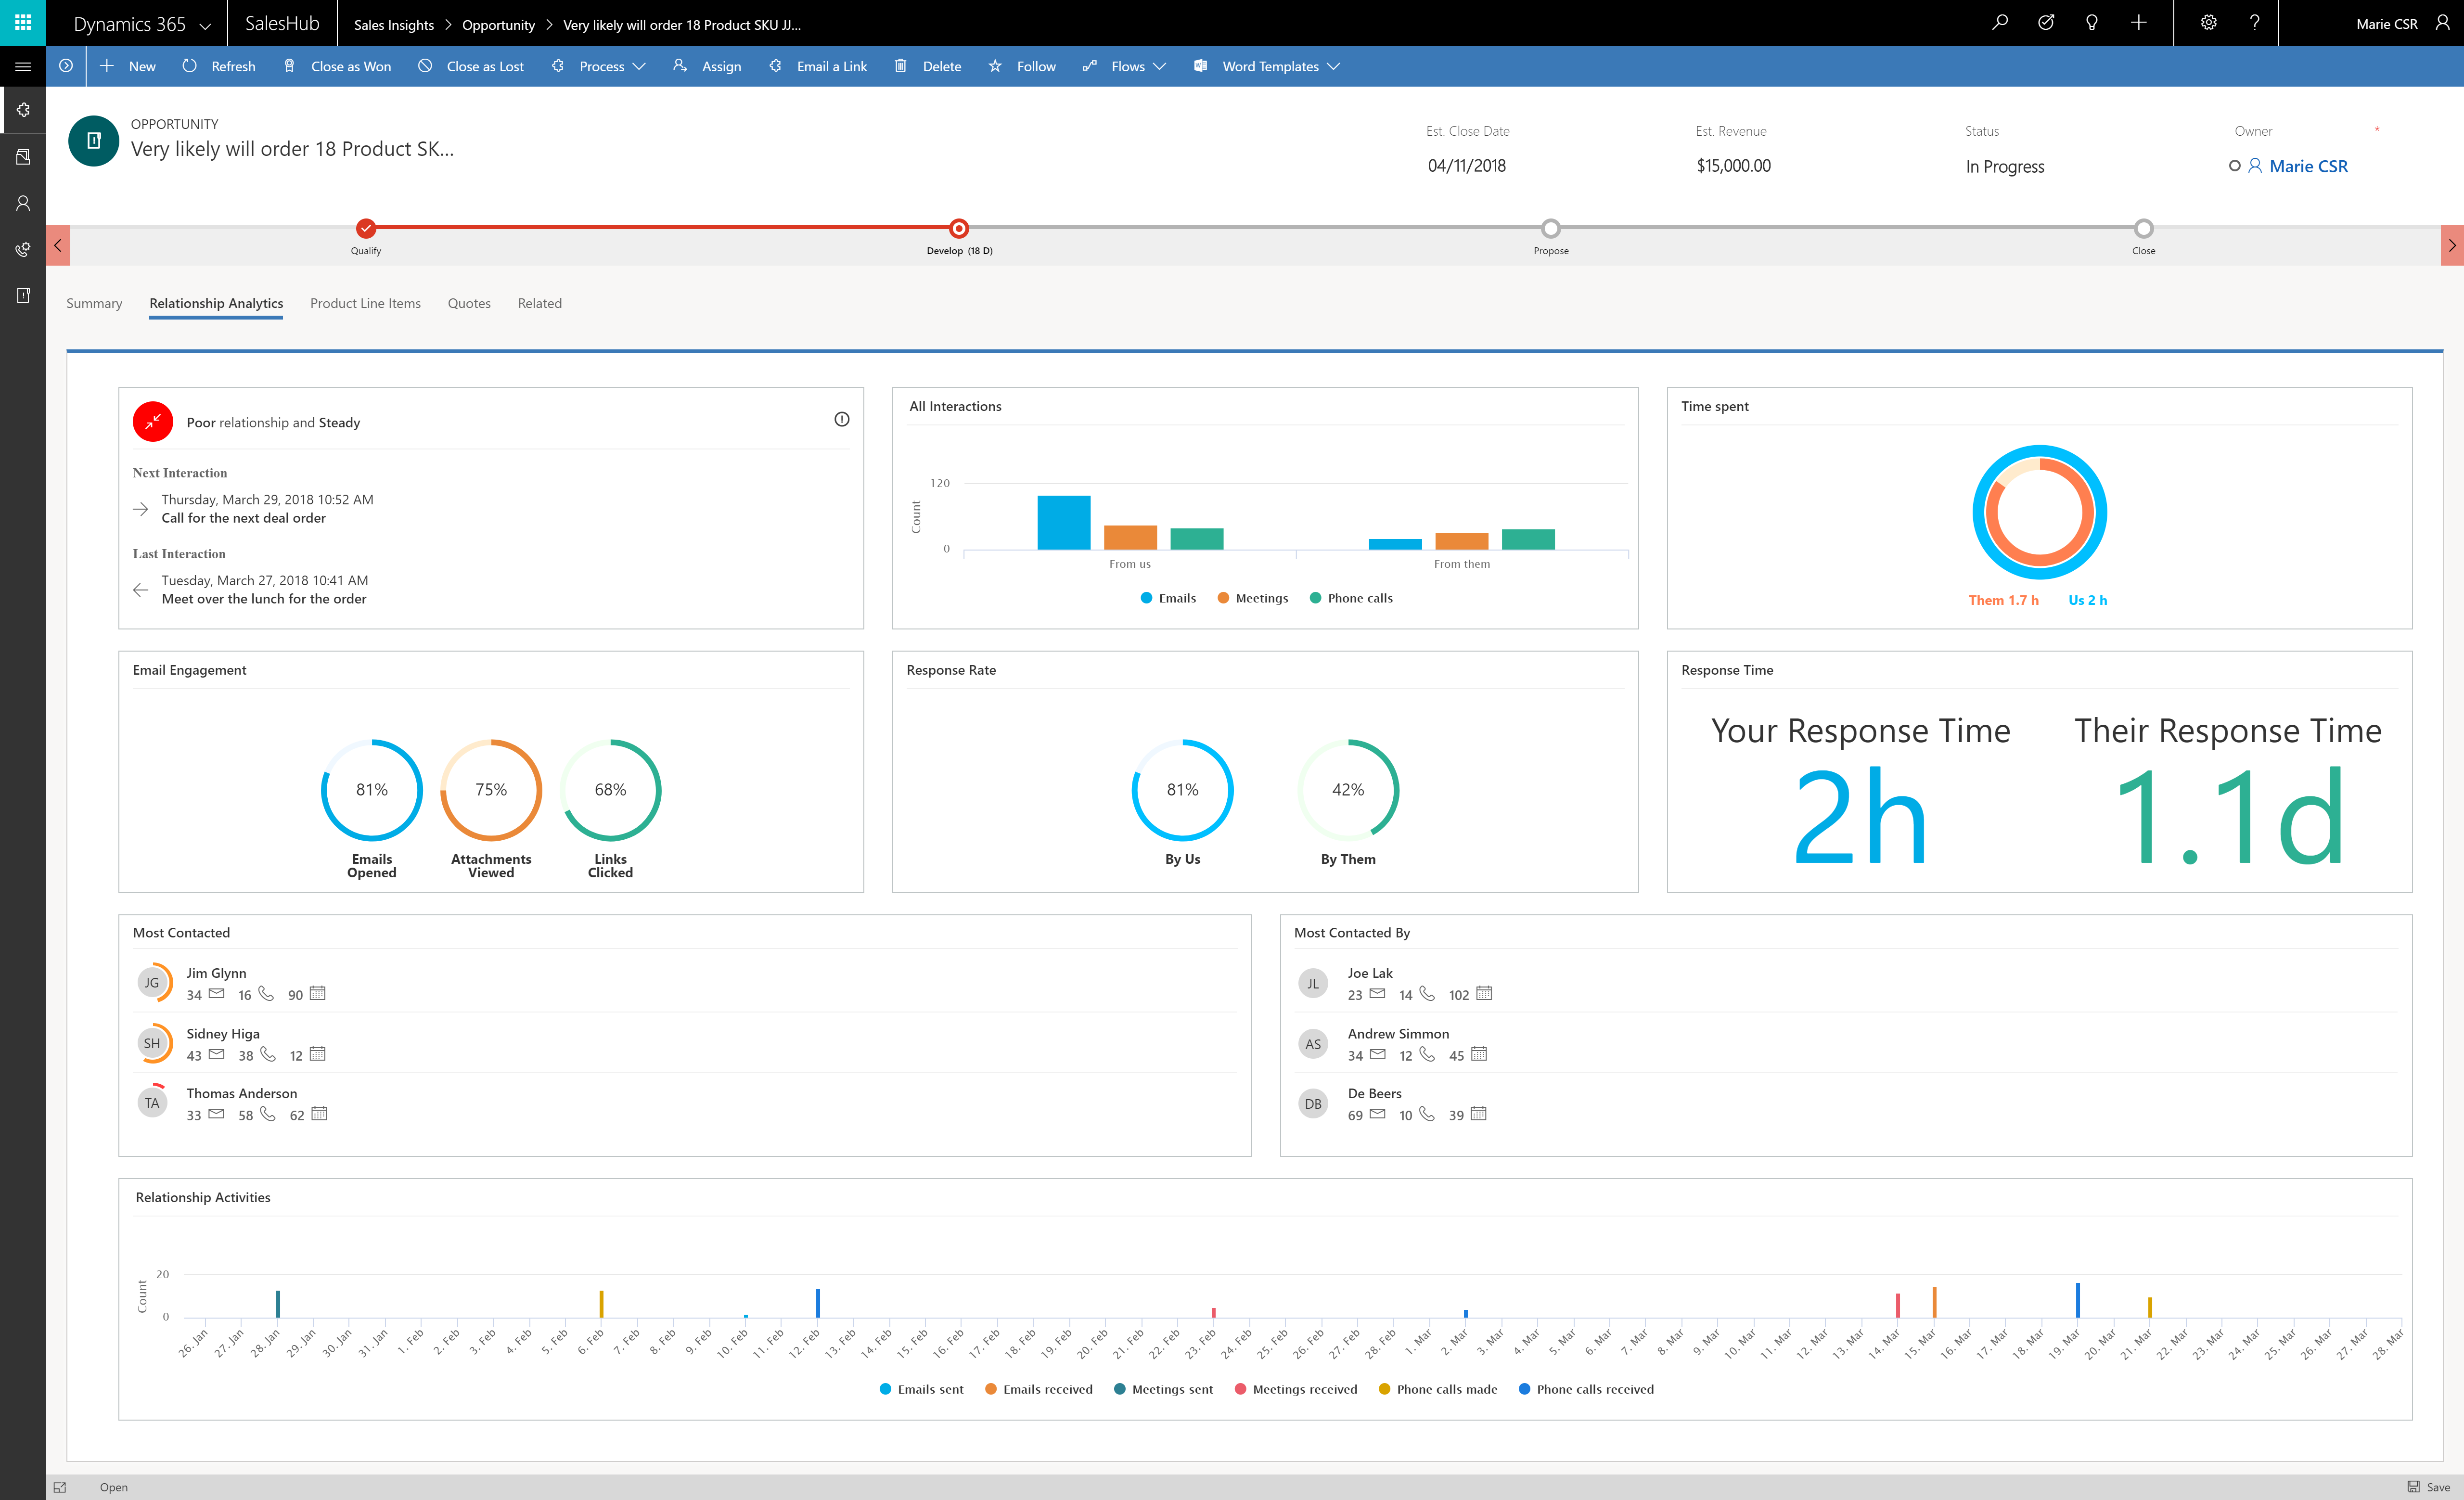 Dynamics 365
SalesHub
Sales Insights > Opportunity > Very likely will order 18 Product SKU JJ...
Marie CSR
New
Refresh
Close as Won
Close as Lost
Process
Assign
Email a Link
Delete
Follow
Flows
Word Templates
OPPORTUNITY
Very likely will order 18 Product SK...
Est. Close Date
04/11/2018
Est. Revenue
$15,000.00
Status
In Progress
Owner *
Marie CSR
Qualify
Develop (18 D)
Propose
Close
Summary
Relationship Analytics
Product Line Items
Quotes
Related
Poor relationship and Steady
Next Interaction
Thursday, March 29, 2018 10:52 AM
Call for the next deal order
Last Interaction
Tuesday, March 27, 2018 10:41 AM
Meet over the lunch for the order
All Interactions
Count
120
0
From us
From them
Emails
Meetings
Phone calls
Time spent
Them 1.7 h
Us 2 h
Email Engagement
81%
Emails
Opened
75%
Attachments
Viewed
68%
Links
Clicked
Response Rate
81%
By Us
42%
By Them
Response Time
Your Response Time
2h
Their Response Time
1.1d
Most Contacted
JG
Jim Glynn
34 16 90
SH
Sidney Higa
43 38 12
TA
Thomas Anderson
33 58 62
Most Contacted By
JL
Joe Lak
23 14 102
AS
Andrew Simmon
34 12 45
DB
De Beers
69 10 39
Relationship Activities
Count
20
0
26. Jan
27. Jan
28. Jan
29. Jan
30. Jan
31. Jan
1. Feb
2. Feb
3. Feb
4. Feb
5. Feb
6. Feb
7. Feb
8. Feb
9. Feb
10. Feb
11. Feb
12. Feb
13. Feb
14. Feb
15. Feb
16. Feb
17. Feb
18. Feb
19. Feb
20. Feb
21. Feb
22. Feb
23. Feb
24. Feb
25. Feb
26. Feb
27. Feb
28. Feb
1. Mar
2. Mar
3. Mar
4. Mar
5. Mar
6. Mar
7. Mar
8. Mar
9. Mar
10. Mar
11. Mar
12. Mar
13. Mar
14. Mar
15. Mar
16. Mar
17. Mar
18. Mar
19. Mar
20. Mar
21. Mar
22. Mar
23. Mar
24. Mar
25. Mar
26. Mar
27. Mar
28. Mar
Emails sent
Emails received
Meetings sent
Meetings received
Phone calls made
Phone calls received
Open
Save